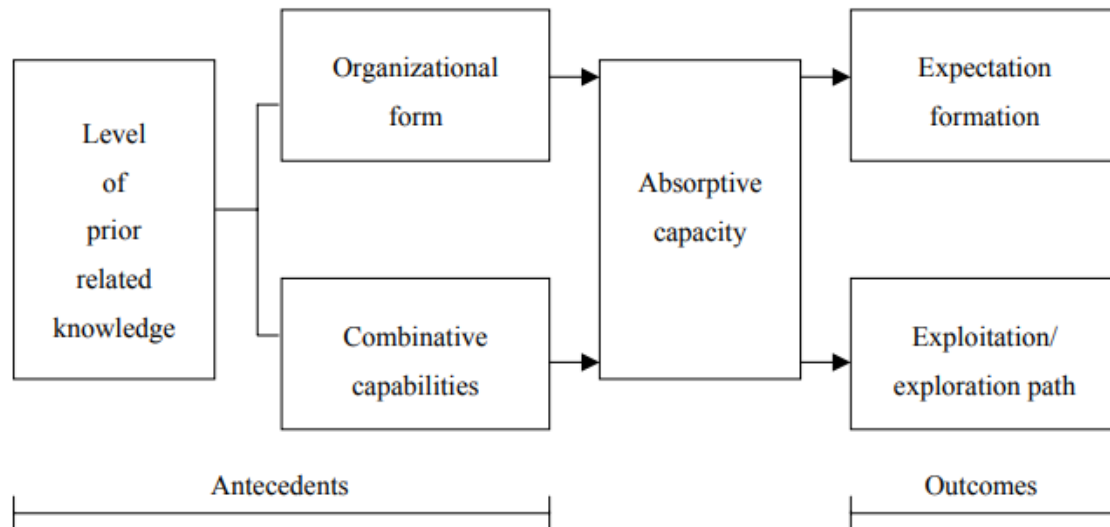 Level
of
prior
related
knowledge
Organizational
form
Combinative
capabilities
Absorptive
capacity
Expectation
formation
Exploitation/
exploration path
Antecedents
Outcomes